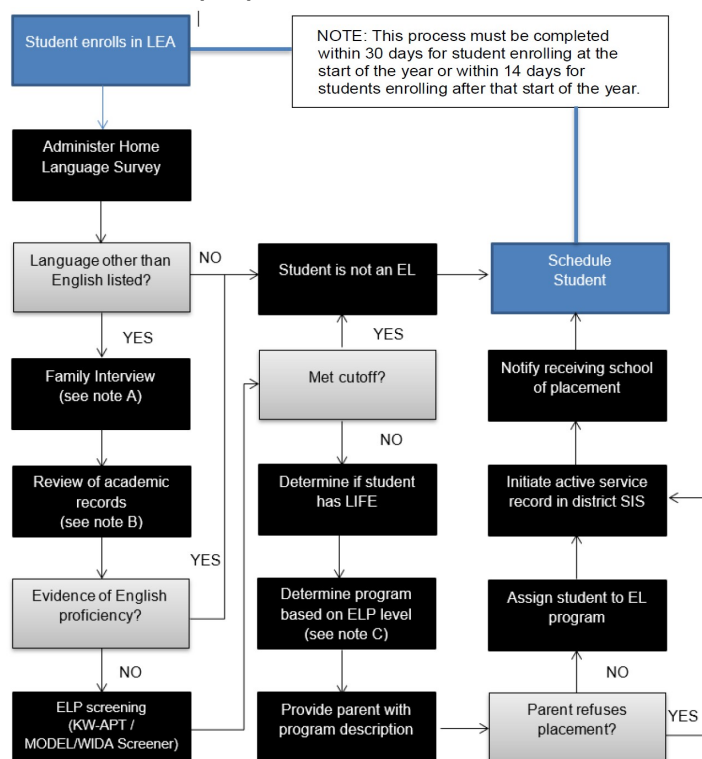 Student enrolls in LEA
NOTE: This process must be completed
within 30 days for student enrolling at the
start of the year or within 14 days for
students enrolling after that start of the year.
Administer Home
Language Survey
Language other than
English listed?
NO
Student is not an EL
Schedule
Student
YES
YES
Family Interview
(see note A)
Met cutoff?
Notify receiving school
of placement
NO
Review of academic
records
(see note B)
Determine if student
has LIFE
Initiate active service
record in district SIS
YES
Evidence of English
proficiency?
Determine program
based on ELP level
(see note C)
Assign student to EL
program
NO
NO
ELP screening
(KW-APT /
MODEL/WIDA Screener)
Provide parent with
program description
Parent refuses
placement?
YES